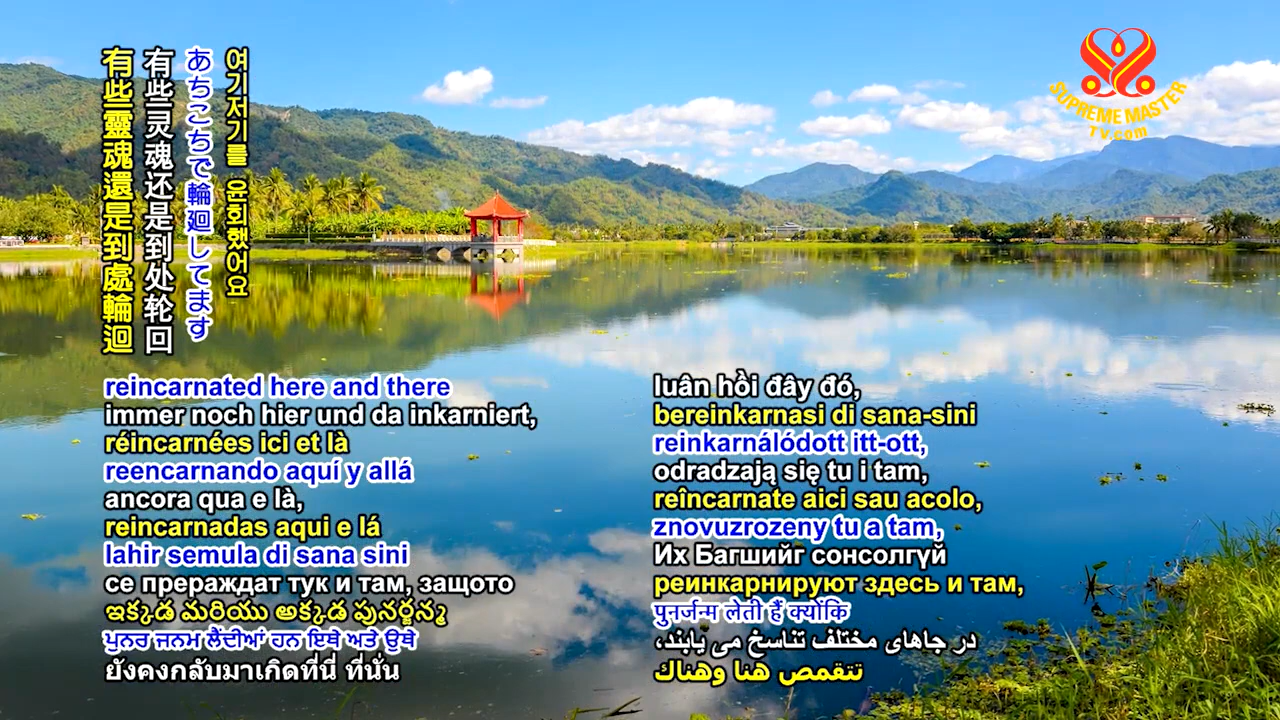 有些靈魂還是到處輪迴
有些灵魂还是到处轮回
あちこちで輪廻してます
여기저기를 윤회했어요
SUPREME MASTER
TV.com
reincarnated here and there
immer noch hier und da inkarniert,
réincarnées ici et là
reencarnando aquí y allá
ancora qua e là,
reincarnadas aqui e lá
lahir semula di sana sini
се прераждат тук и там, защото
ఇక్కడ మరియు అక్కడ పునర్జన్మ
ਪੁਨਰ ਜਨਮ ਲੈਂਦੀਆਂ ਹਨ ਇਥੇ ਅਤੇ ਉਥੇ
ยังคงกลับมาเกิดที่นี่ ที่นั่น
luân hồi đây đó,
bereinkarnasi di sana-sini
reinkarnálódott itt-ott,
odradzają się tu i tam,
reîncarnate aici sau acolo,
znovuzrozeny tu a tam,
Их Багшийг сонсолгүй
реинкарнируют здесь и там,
पुनर्जन्म लेती हैं क्योंकि
در جاهای مختلف تناسخ می یابند،
تتقمص هنا وهناك